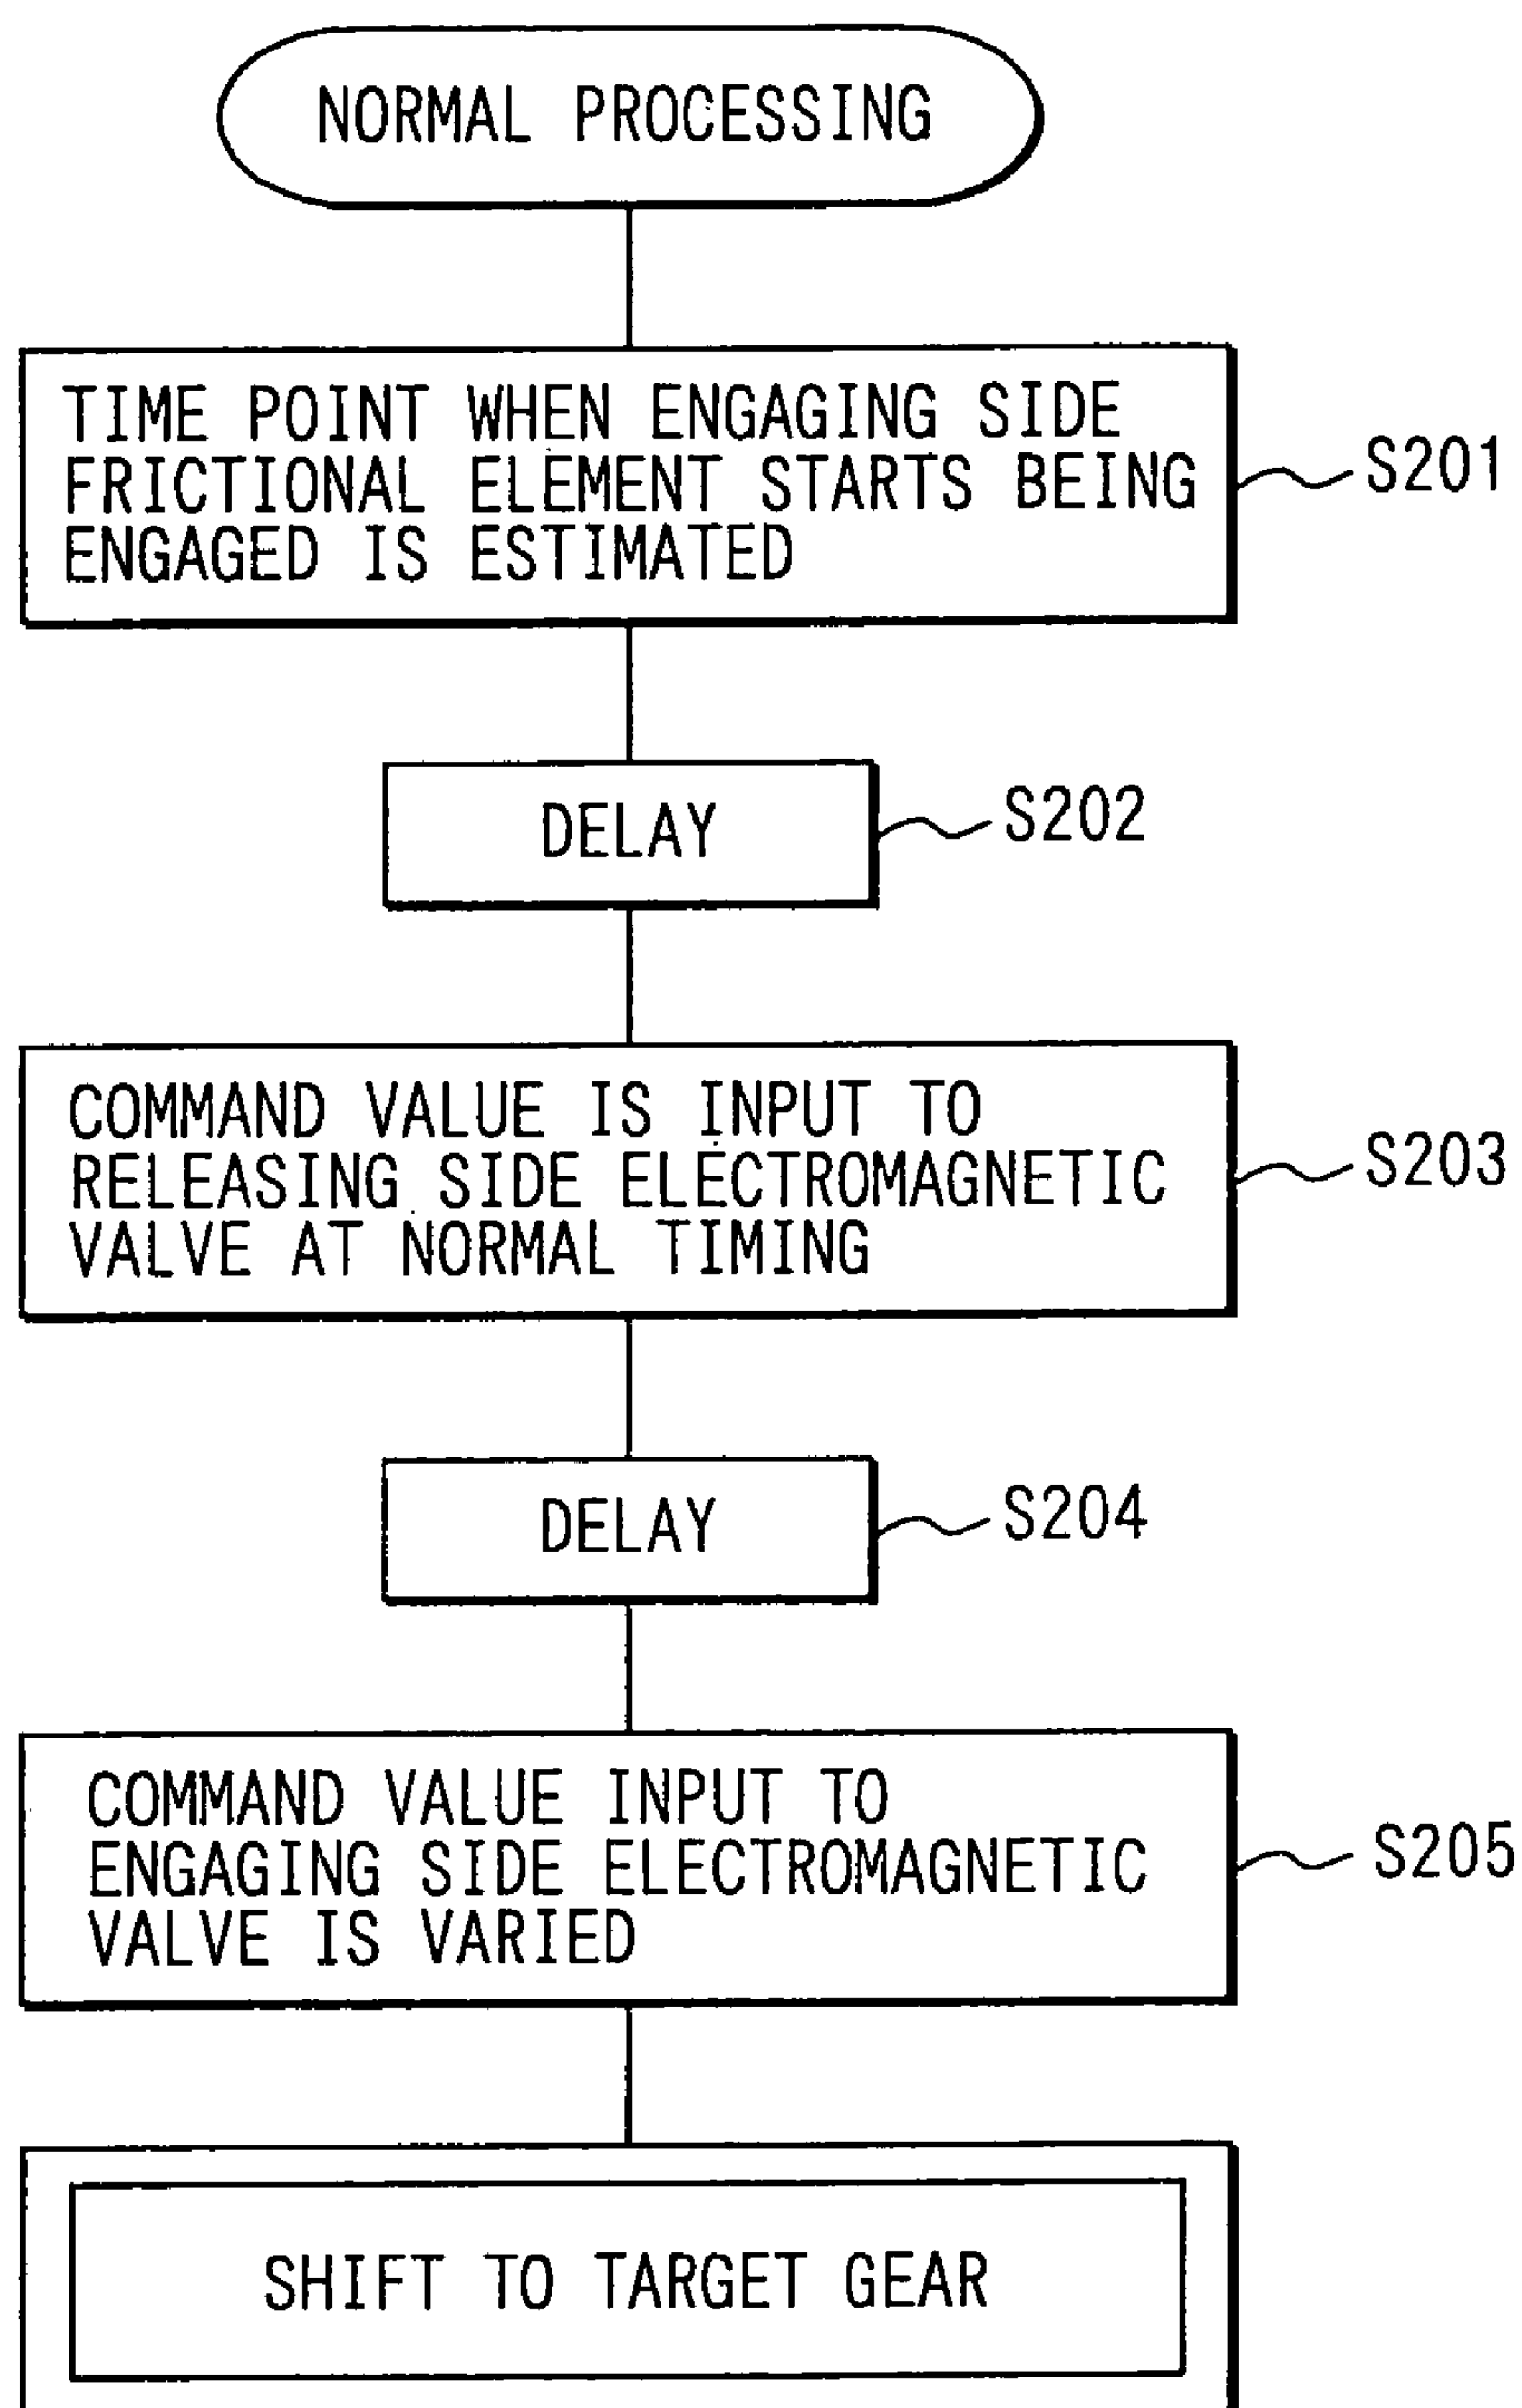 NORMAL PROCESSING
TIME POINT WHEN ENGAGING SIDE
FRICTIONAL ELEMENT STARTS BEING
ENGAGED IS ESTIMATED
S201
DELAY
S202
COMMAND VALUE IS INPUT TO
RELEASING SIDE ELECTROMAGNETIC
VALVE AT NORMAL TIMING
S203
DELAY
S204
COMMAND VALUE INPUT TO
ENGAGING SIDE ELECTROMAGNETIC
VALVE IS VARIED
S205
SHIFT TO TARGET GEAR